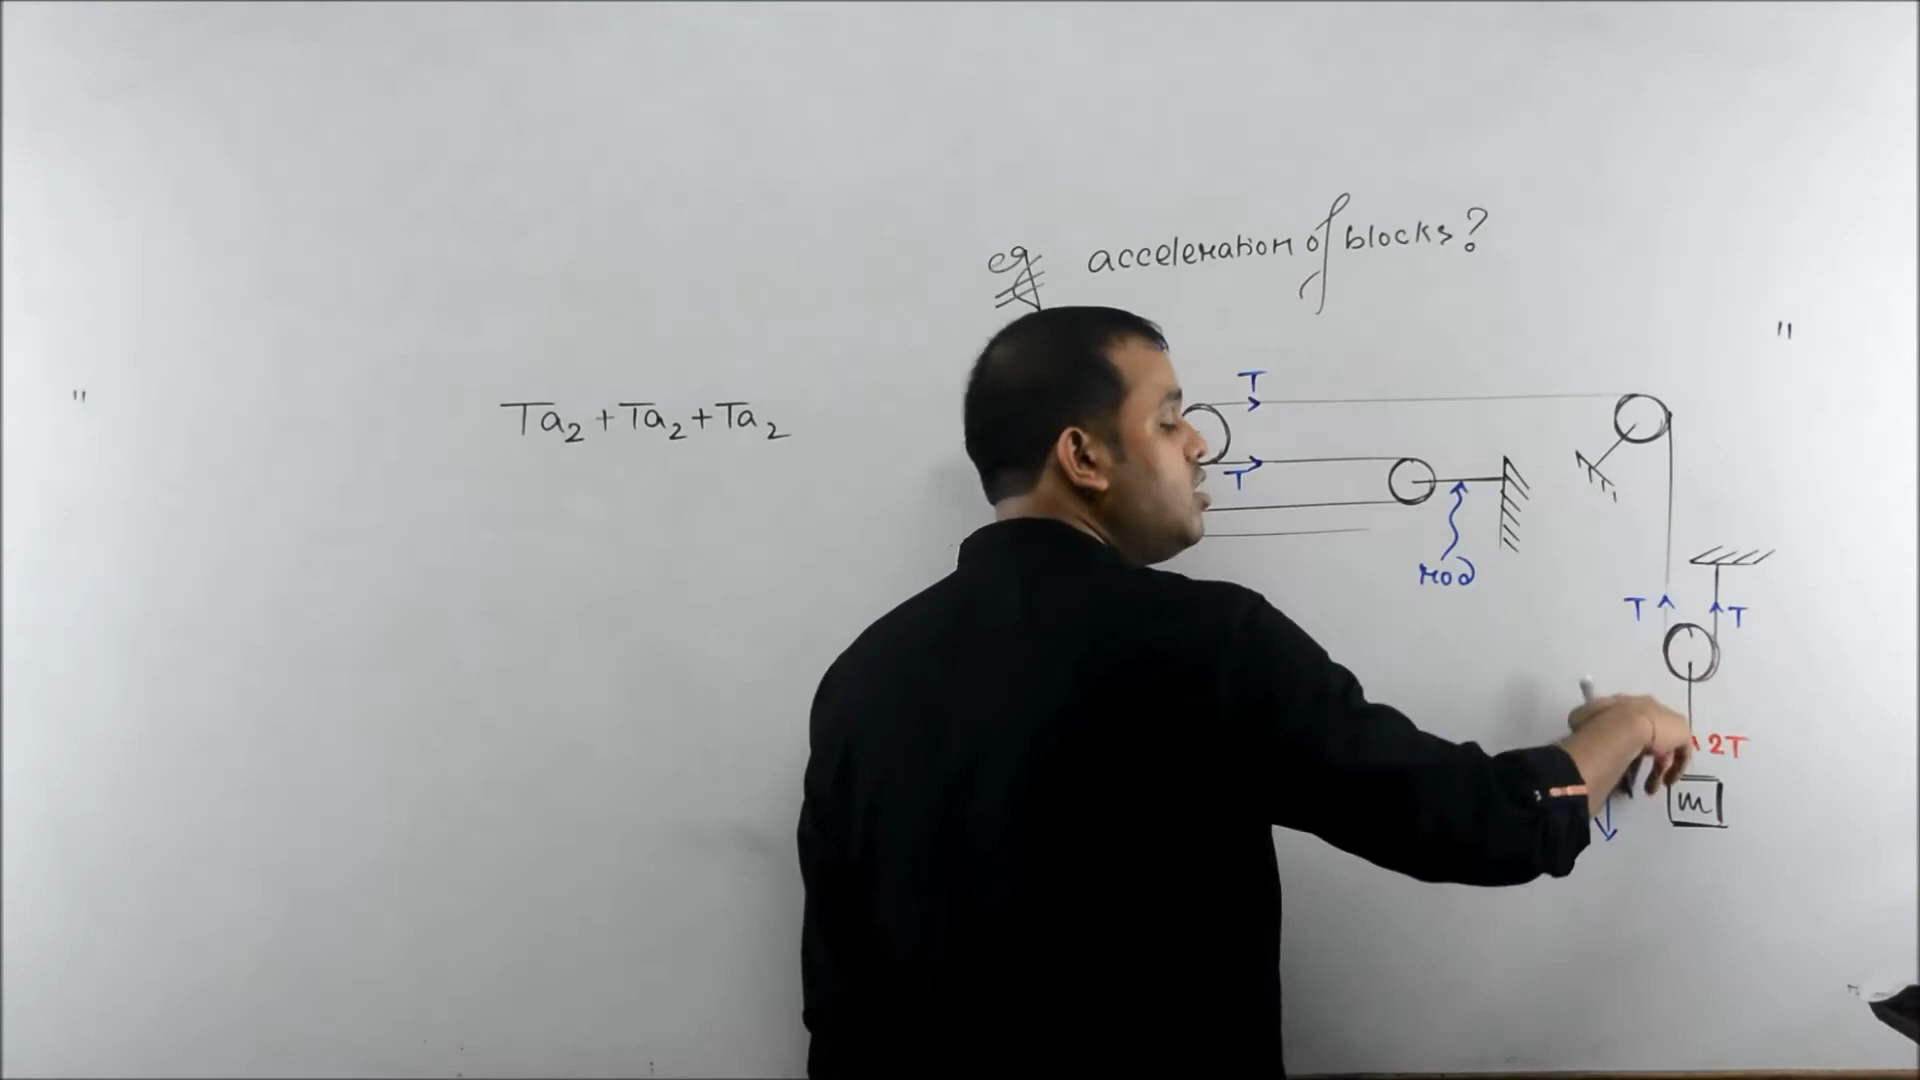 eg acceleration of blocks?
"
"
T
Ta₂ + Ta₂ + Ta₂
T
rod
T T
2T
m